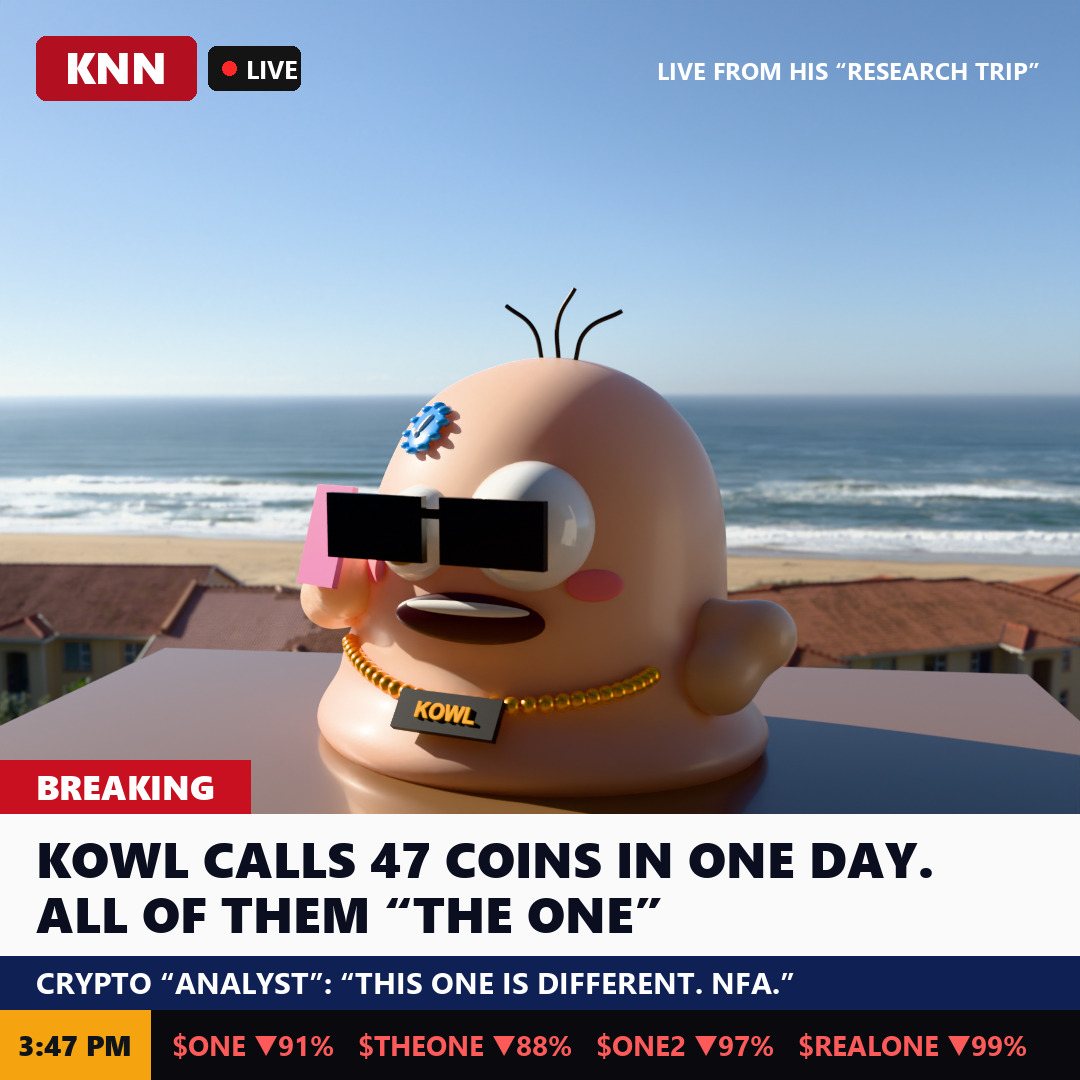 KNN
LIVE
LIVE FROM HIS “RESEARCH TRIP”
KOWL
BREAKING
KOWL CALLS 47 COINS IN ONE DAY.
ALL OF THEM “THE ONE”
CRYPTO “ANALYST”: “THIS ONE IS DIFFERENT. NFA.”
3:47 PM $ONE ▼91% $THEONE ▼88% $ONE2 ▼97% $REALONE ▼99%